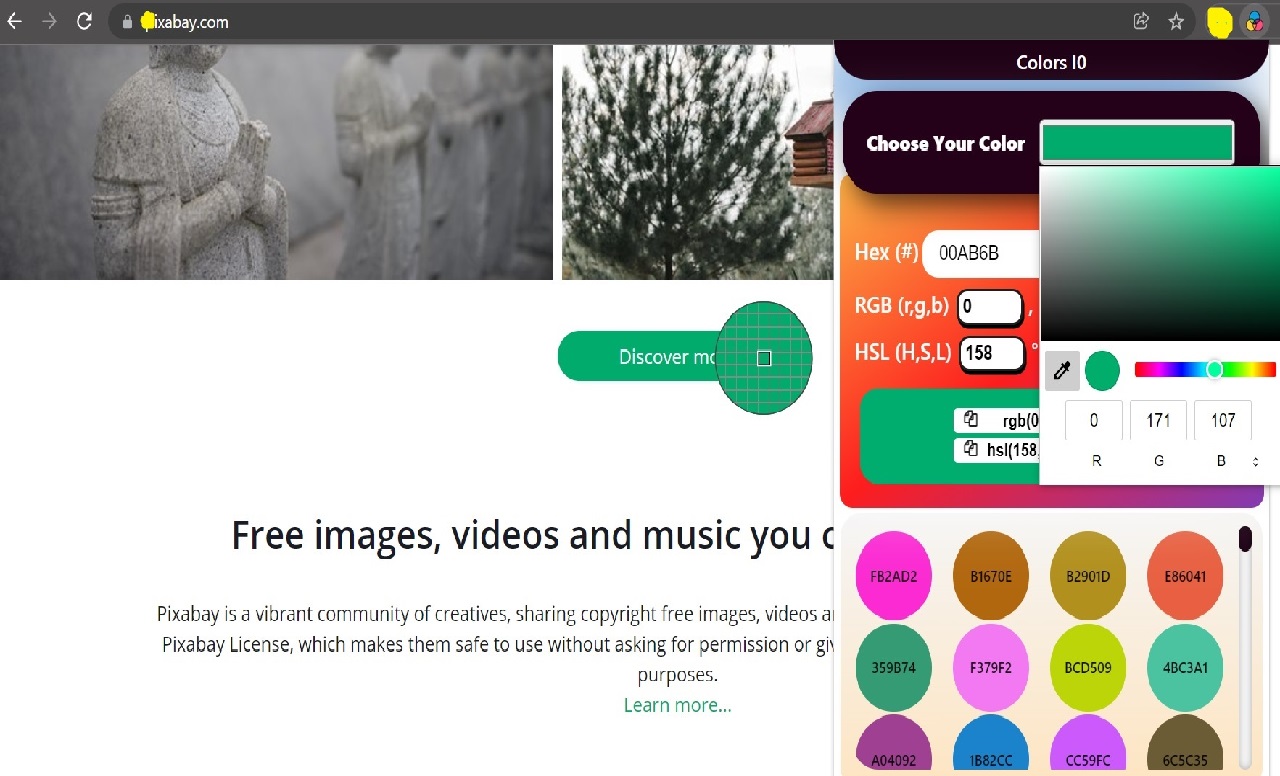 ixabay.com
Colors I0
Choose Your Color
Hex (#) 00AB6B
RGB (r,g,b) 0 ,
HSL (H,S,L) 158 °
rgb(0
hsl(158,
0 171 107
R G B
Discover mo
Free images, videos and music you c
Pixabay is a vibrant community of creatives, sharing copyright free images, videos a
Pixabay License, which makes them safe to use without asking for permission or giv
purposes.
Learn more...
FB2AD2 B1670E B2901D E86041
359B74 F379F2 BCD509 4BC3A1
A04092 1B82CC CC59FC 6C5C35